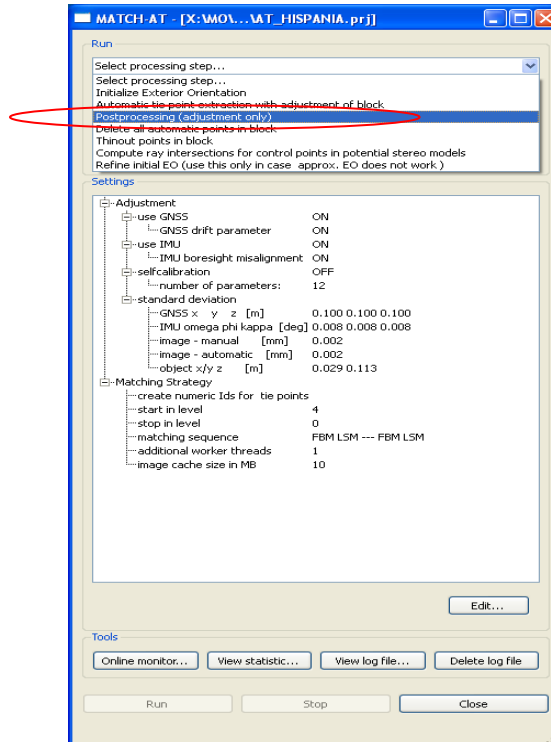 MATCH-AT - [X:\MO\...\AT_HISPANIA.prj]
Run
Select processing step...
Select processing step...
Initialize Exterior Orientation
Automatic tie point extraction with adjustment of block
Postprocessing (adjustment only)
Delete all automatic points in block
Thinout points in block
Compute ray intersections for control points in potential stereo models
Refine initial EO (use this only in case approx. EO does not work )
Settings
Adjustment
use GNSS ON
GNSS drift parameter ON
use IMU ON
IMU boresight misalignment ON
selfcalibration OFF
number of parameters: 12
standard deviation
GNSS x y z [m] 0.100 0.100 0.100
IMU omega phi kappa [deg] 0.008 0.008 0.008
image - manual [mm] 0.002
image - automatic [mm] 0.002
object x/y z [m] 0.029 0.113
Matching Strategy
create numeric Ids for tie points
start in level 4
stop in level 0
matching sequence FBM LSM --- FBM LSM
additional worker threads 1
image cache size in MB 10
Edit...
Tools
Online monitor... View statistic... View log file... Delete log file
Run Stop Close